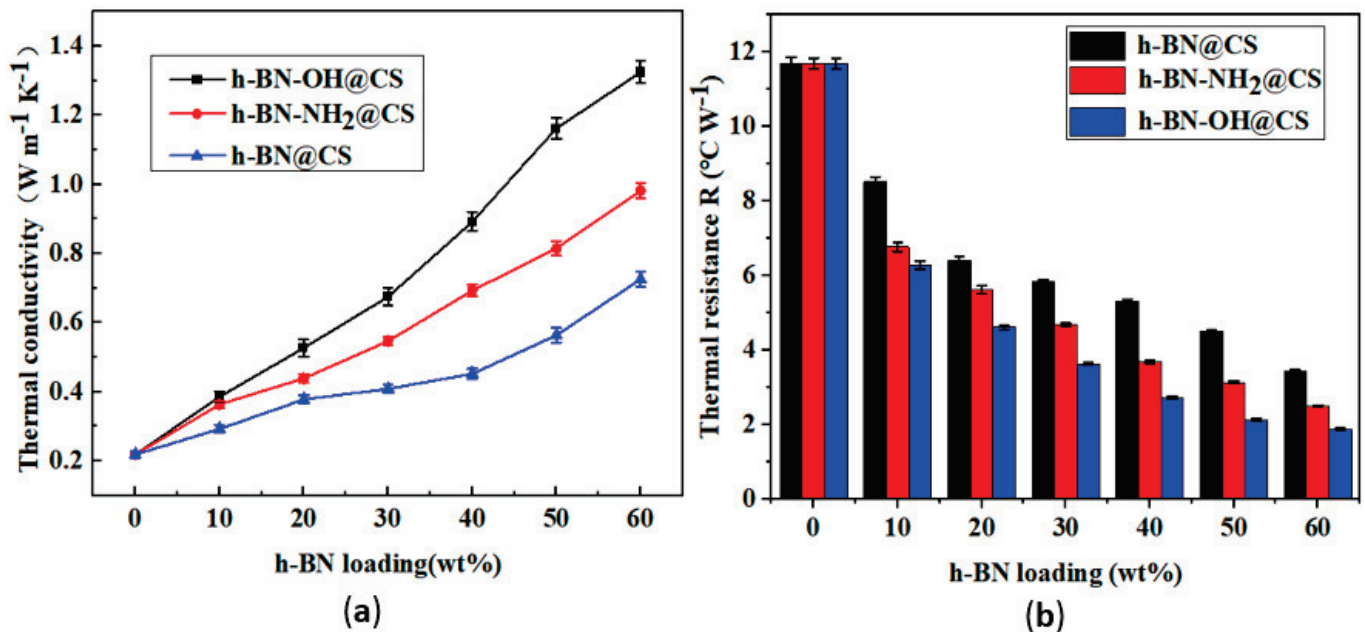 Thermal conductivity (W m⁻¹ K⁻¹)
1.4
1.2
1.0
0.8
0.6
0.4
0.2
h-BN-OH@CS
h-BN-NH₂@CS
h-BN@CS
0 10 20 30 40 50 60
h-BN loading(wt%)
(a)
Thermal resistance R (℃ W⁻¹)
12
10
8
6
4
2
0
h-BN@CS
h-BN-NH₂@CS
h-BN-OH@CS
0 10 20 30 40 50 60
h-BN loading (wt%)
(b)